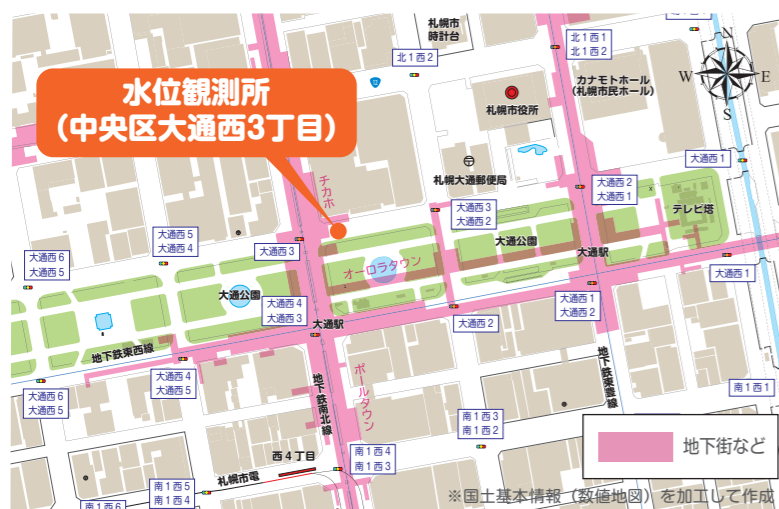 北1西1
札幌市
時計台
北1西1
北1西2
北1西2
N
W
E
S
カナモトホール
(札幌市民ホール)
水位観測所
(中央区大通西3丁目)
12
札幌市役所
札幌大通郵便局
大通西1
チカホ
大通西3
大通西2
大通西2
大通西1
テレビ塔
大通西5
大通西4
大通西3
大通公園
大通駅
大通西6
大通西5
オーロラタウン
大通西1
大通公園
大通西4
大通西3
大通駅
大通西2
大通西1
大通西2
地下鉄東西線
大通西4
大通西5
地下鉄南北線
ポールタウン
地下鉄東豊線
大通西6
大通西5
南1西1
南1西3
南1西2
西4丁目
南1西4
南1西3
地下街など
札幌市電
南1西5
南1西4
南1西6
※国土基本情報(数値地図)を加工して作成